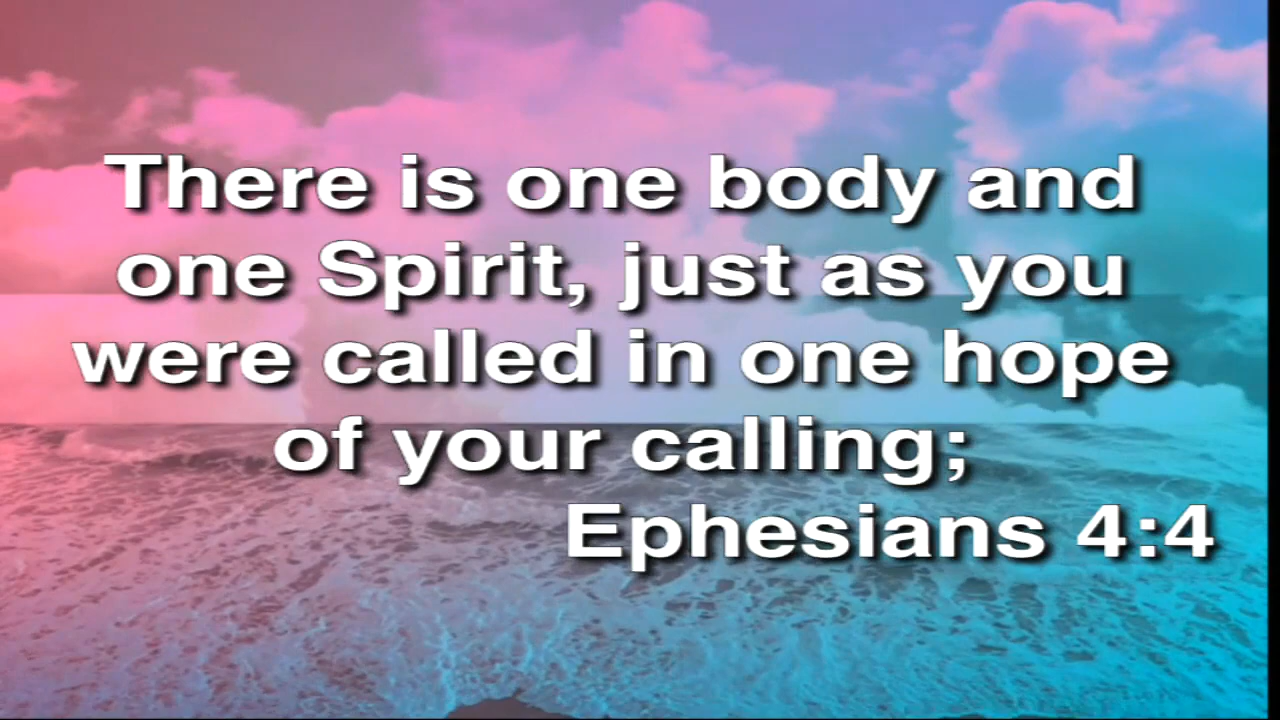 There is one body and
one Spirit, just as you
were called in one hope
of your calling;
Ephesians 4:4